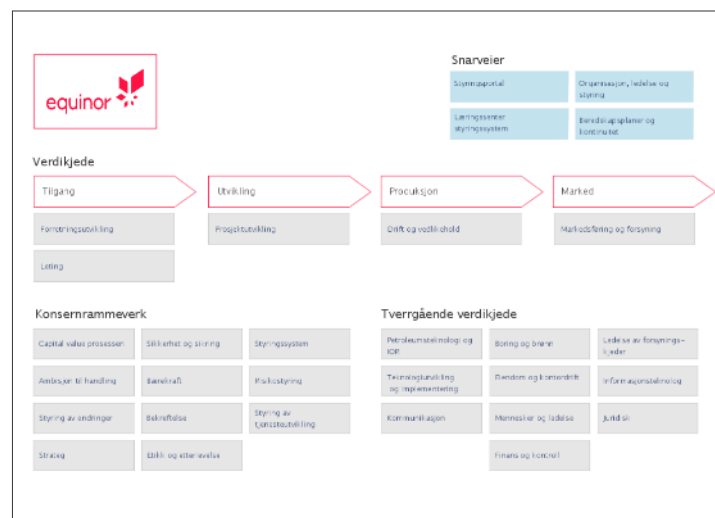 equinor
Snarveier
Styringsportal
Organisasjon, ledelse og
styring
Læringssenter
styringssystem
Beredskapsplaner og
kontinuitet
Verdikjede
Tilgang
Utvikling
Produksjon
Marked
Forretningsutvikling
Prosjektutvikling
Drift og vedlikehold
Markedsføring og forsyning
Leting
Konsernrammeverk
Capital value prosessen
Sikkerhet og sikring
Styringssystem
Ambisjon til handling
Bærekraft
Risikostyring
Styring av endringer
Bekreftelse
Styring av
tjenesteutvikling
Strategi
Etikk og etterlevelse
Tverrgående verdikjede
Petroleumsteknologi og
IOR
Boring og brønn
Ledelse av forsynings-
kjeder
Teknologiutvikling
og implementering
Eiendom og kontordrift
Informasjonsteknolog
Kommunikasjon
Mennesker og ledelse
Juridisk
Finans og kontroll